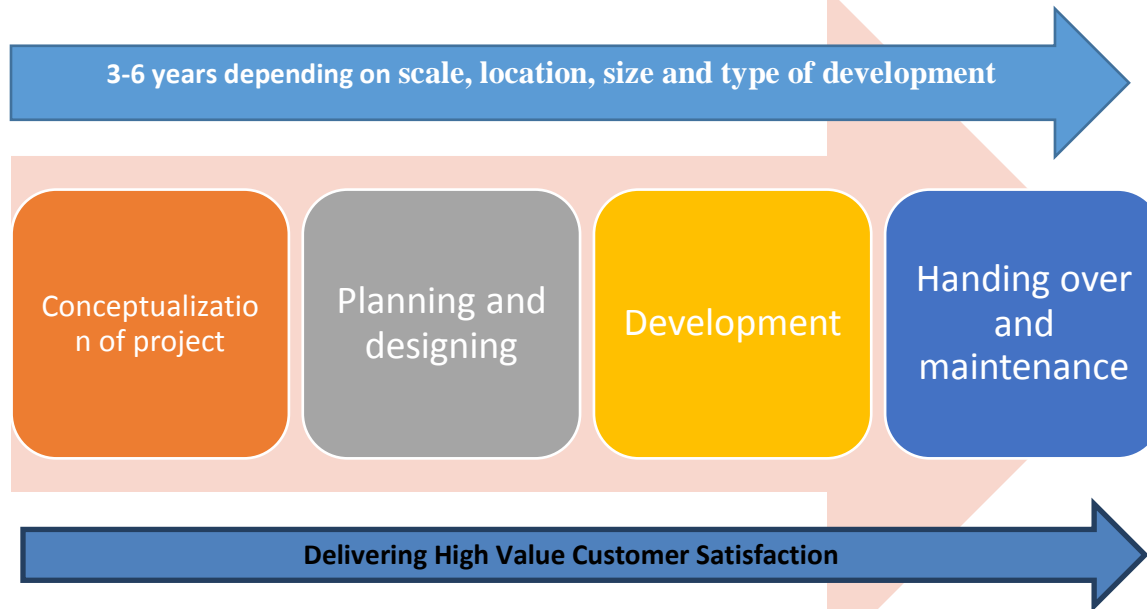 3-6 years depending on scale, location, size and type of development
Conceptualizatio
n of project
Planning and
designing
Development
Handing over
and
maintenance
Delivering High Value Customer Satisfaction